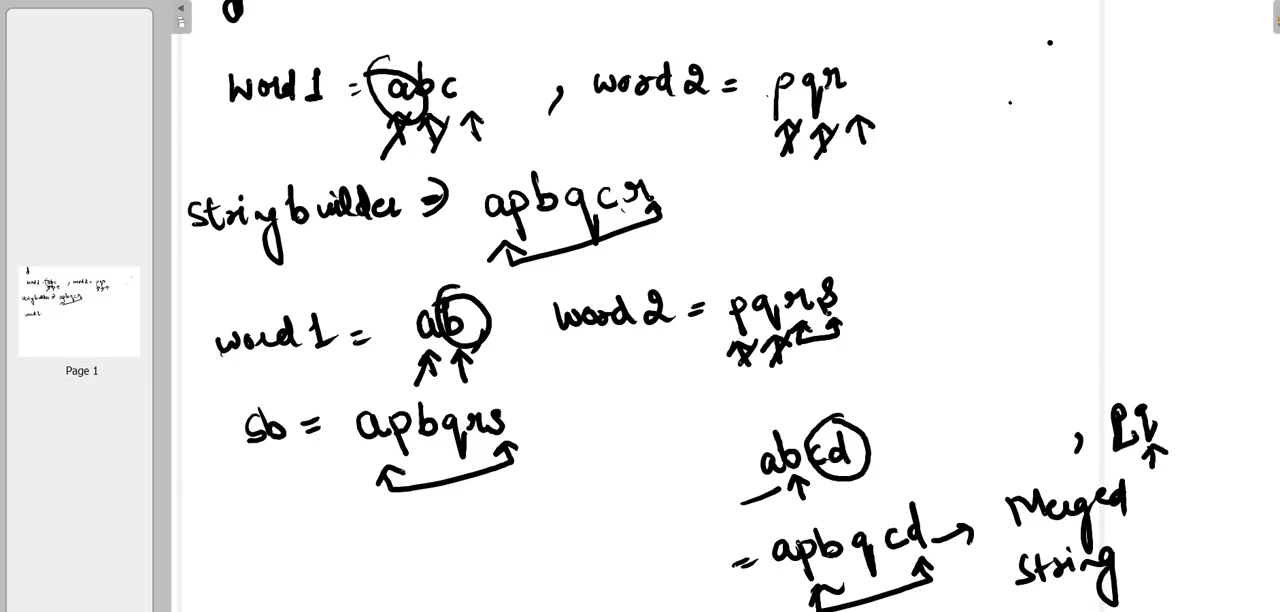 word1 = abc , word2 = pqr
stringbuilder => apbqcr
word1 = ab word2 = pqrs
sb = apbqrs
abcd , pq
= apbqcd → Merged
string
Page 1